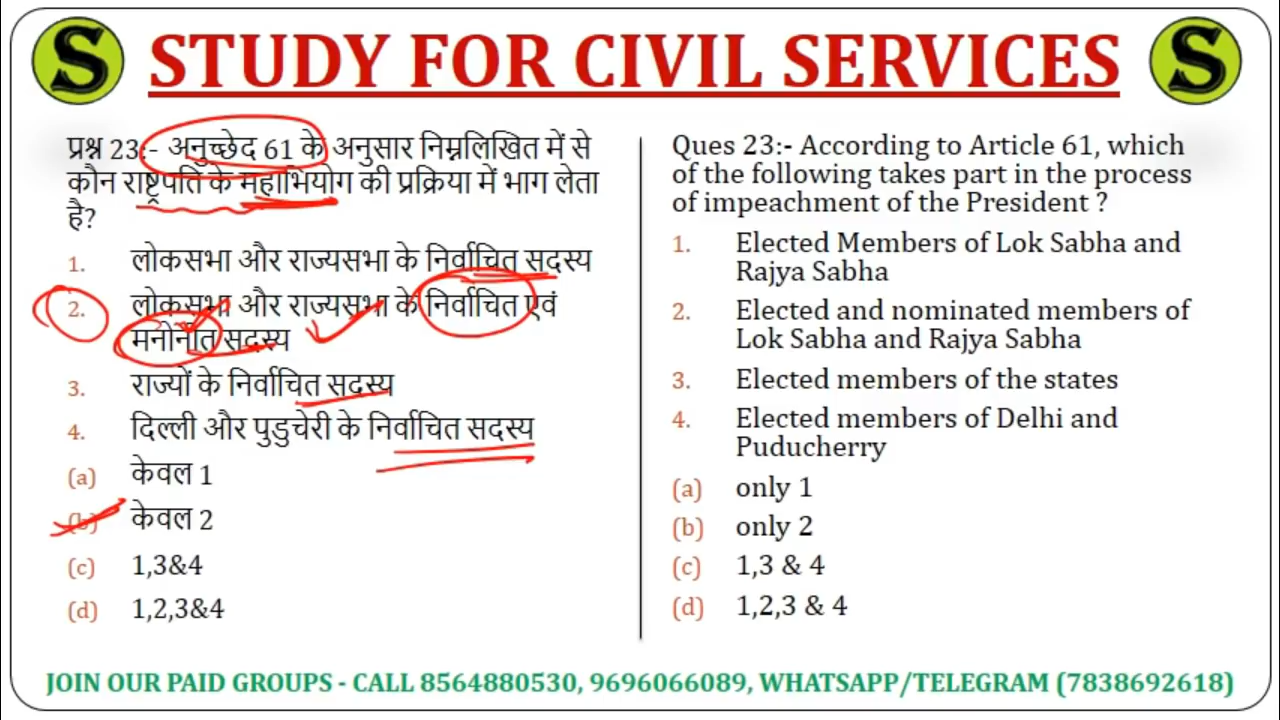 S
STUDY FOR CIVIL SERVICES
S
प्रश्न 23:- अनुच्छेद 61 के अनुसार निम्नलिखित में से
कौन राष्ट्रपति के महाभियोग की प्रक्रिया में भाग लेता
है?
1. लोकसभा और राज्यसभा के निर्वाचित सदस्य
2. लोकसभा और राज्यसभा के निर्वाचित एवं
मनोनीत सदस्य
3. राज्यों के निर्वाचित सदस्य
4. दिल्ली और पुडुचेरी के निर्वाचित सदस्य
(a) केवल 1
(b) केवल 2
(c) 1,3&4
(d) 1,2,3&4
Ques 23:- According to Article 61, which
of the following takes part in the process
of impeachment of the President ?
1. Elected Members of Lok Sabha and
Rajya Sabha
2. Elected and nominated members of
Lok Sabha and Rajya Sabha
3. Elected members of the states
4. Elected members of Delhi and
Puducherry
(a) only 1
(b) only 2
(c) 1,3 & 4
(d) 1,2,3 & 4
JOIN OUR PAID GROUPS - CALL 8564880530, 9696066089, WHATSAPP/TELEGRAM (7838692618)